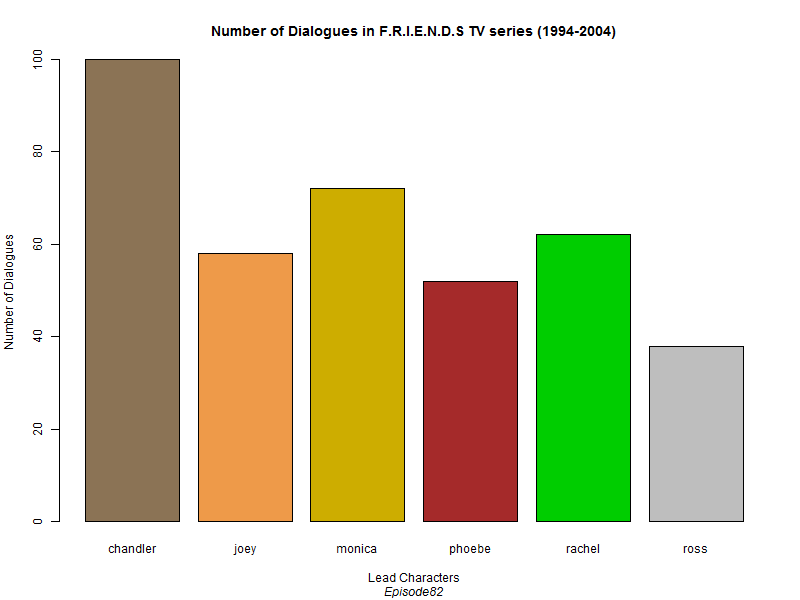 Number of Dialogues in F.R.I.E.N.D.S TV series (1994-2004)
Number of Dialogues
100
80
60
40
20
0
chandler joey monica phoebe rachel ross
Lead Characters
Episode82